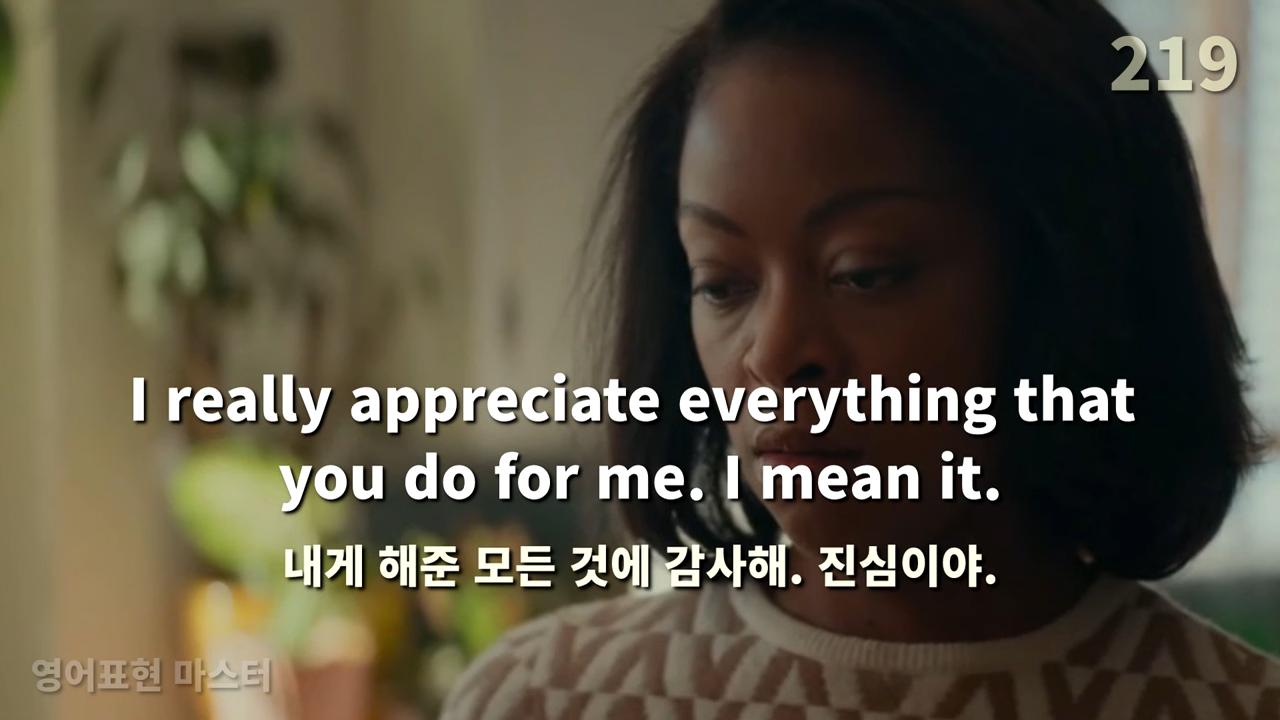 219
I really appreciate everything that
you do for me. I mean it.
내게 해준 모든 것에 감사해. 진심이야.
영어표현 마스터